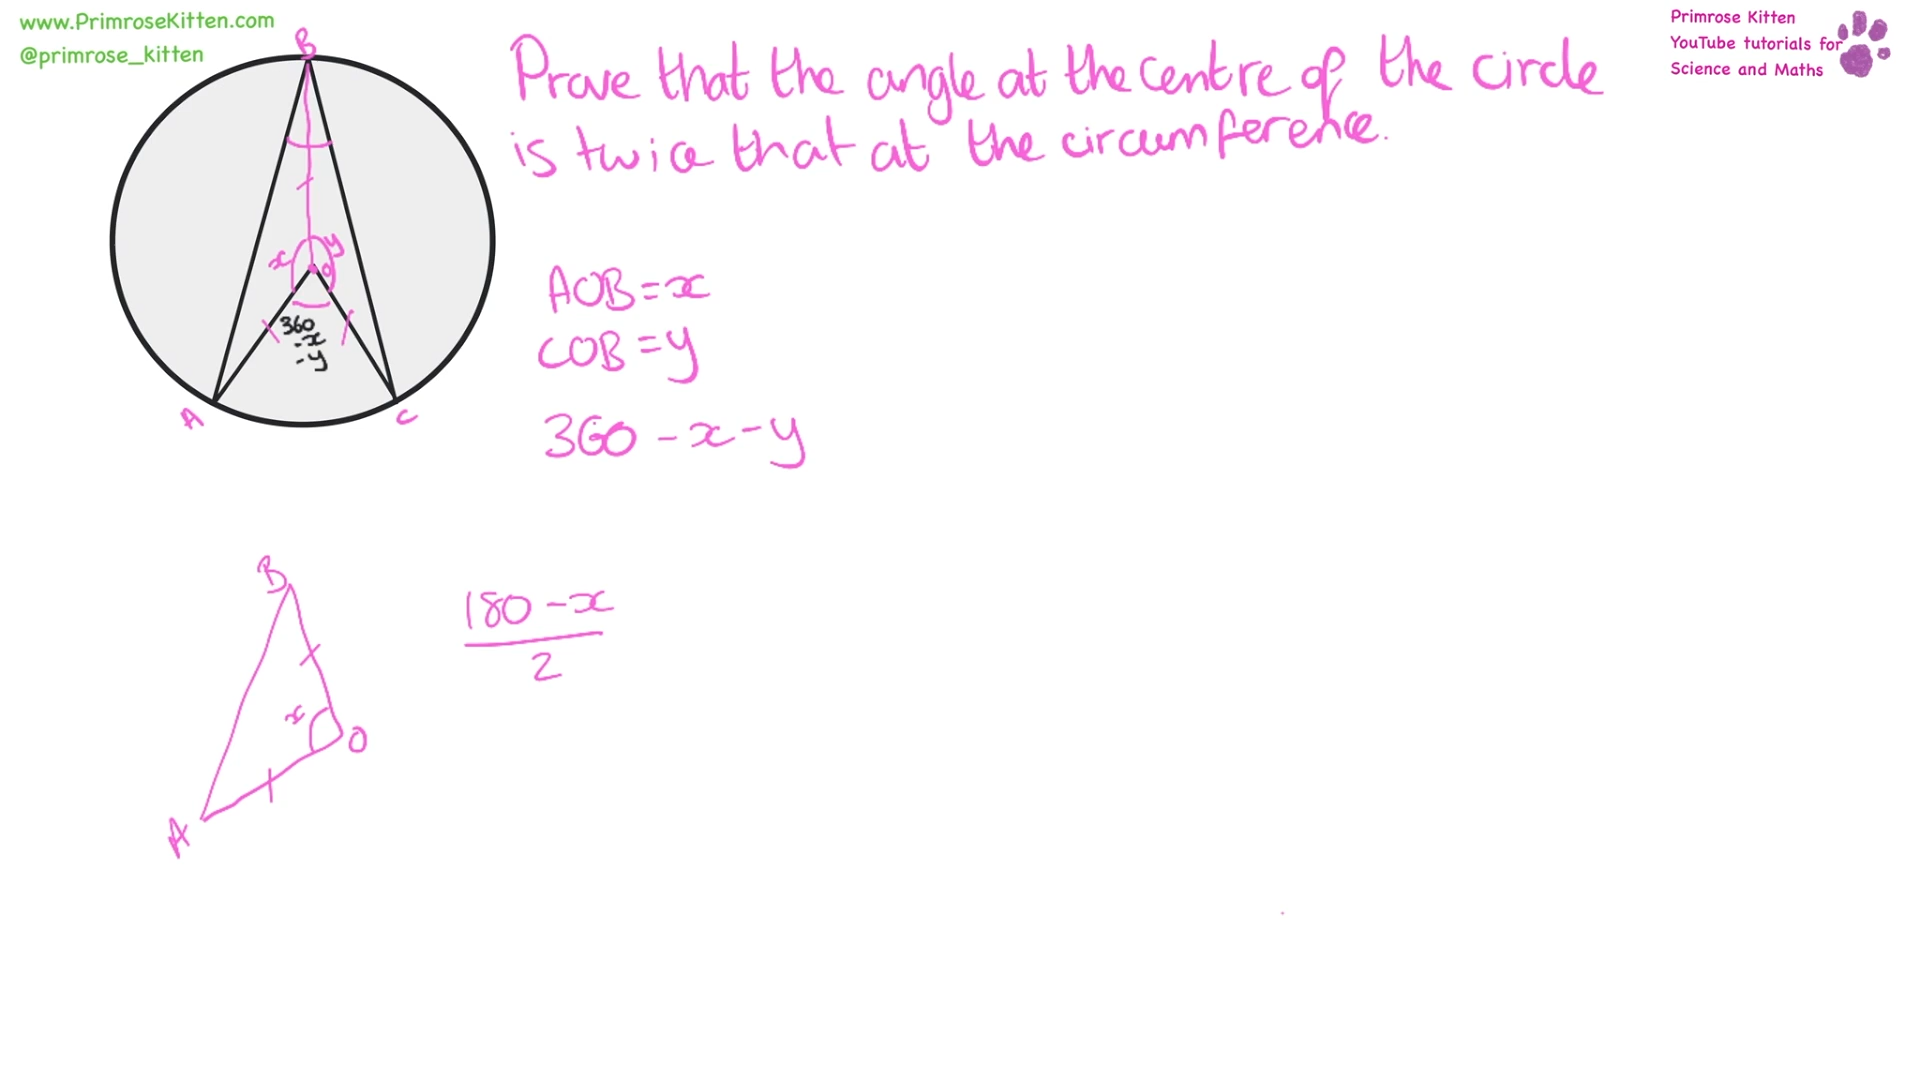 www.PrimroseKitten.com
@primrose_kitten
Primrose Kitten
YouTube tutorials for
Science and Maths
Prove that the angle at the centre of the circle
is twice that at the circumference.
B
x y
O
360
-x
-y
A C
AOB = x
COB = y
360 - x - y
B
x
O
A
180 - x
2